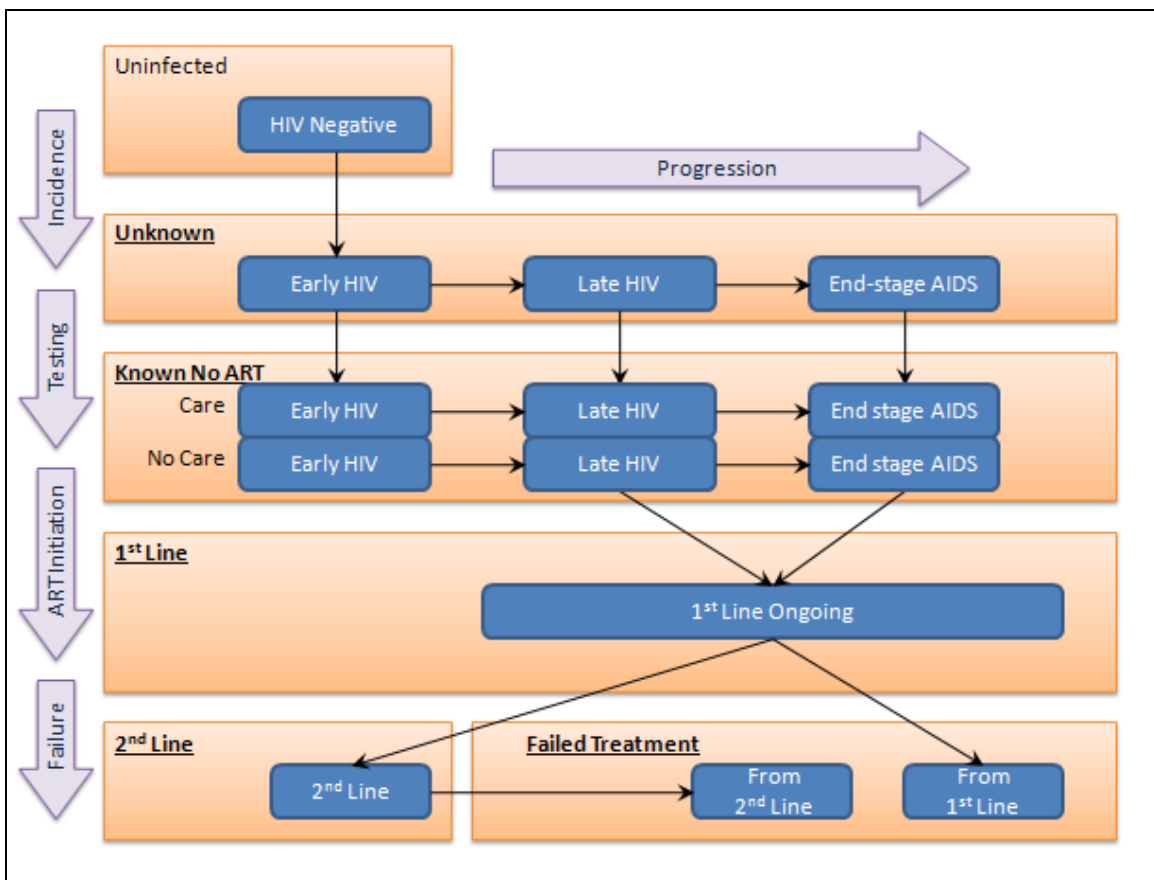 Uninfected
HIV Negative
Incidence
Progression
Unknown
Early HIV
Late HIV
End-stage AIDS
Testing
Known No ART
Care
Early HIV
Late HIV
End stage AIDS
No Care
Early HIV
Late HIV
End stage AIDS
ART Initiation
1st Line
1st Line Ongoing
Failure
2nd Line
2nd Line
Failed Treatment
From
2nd Line
From
1st Line